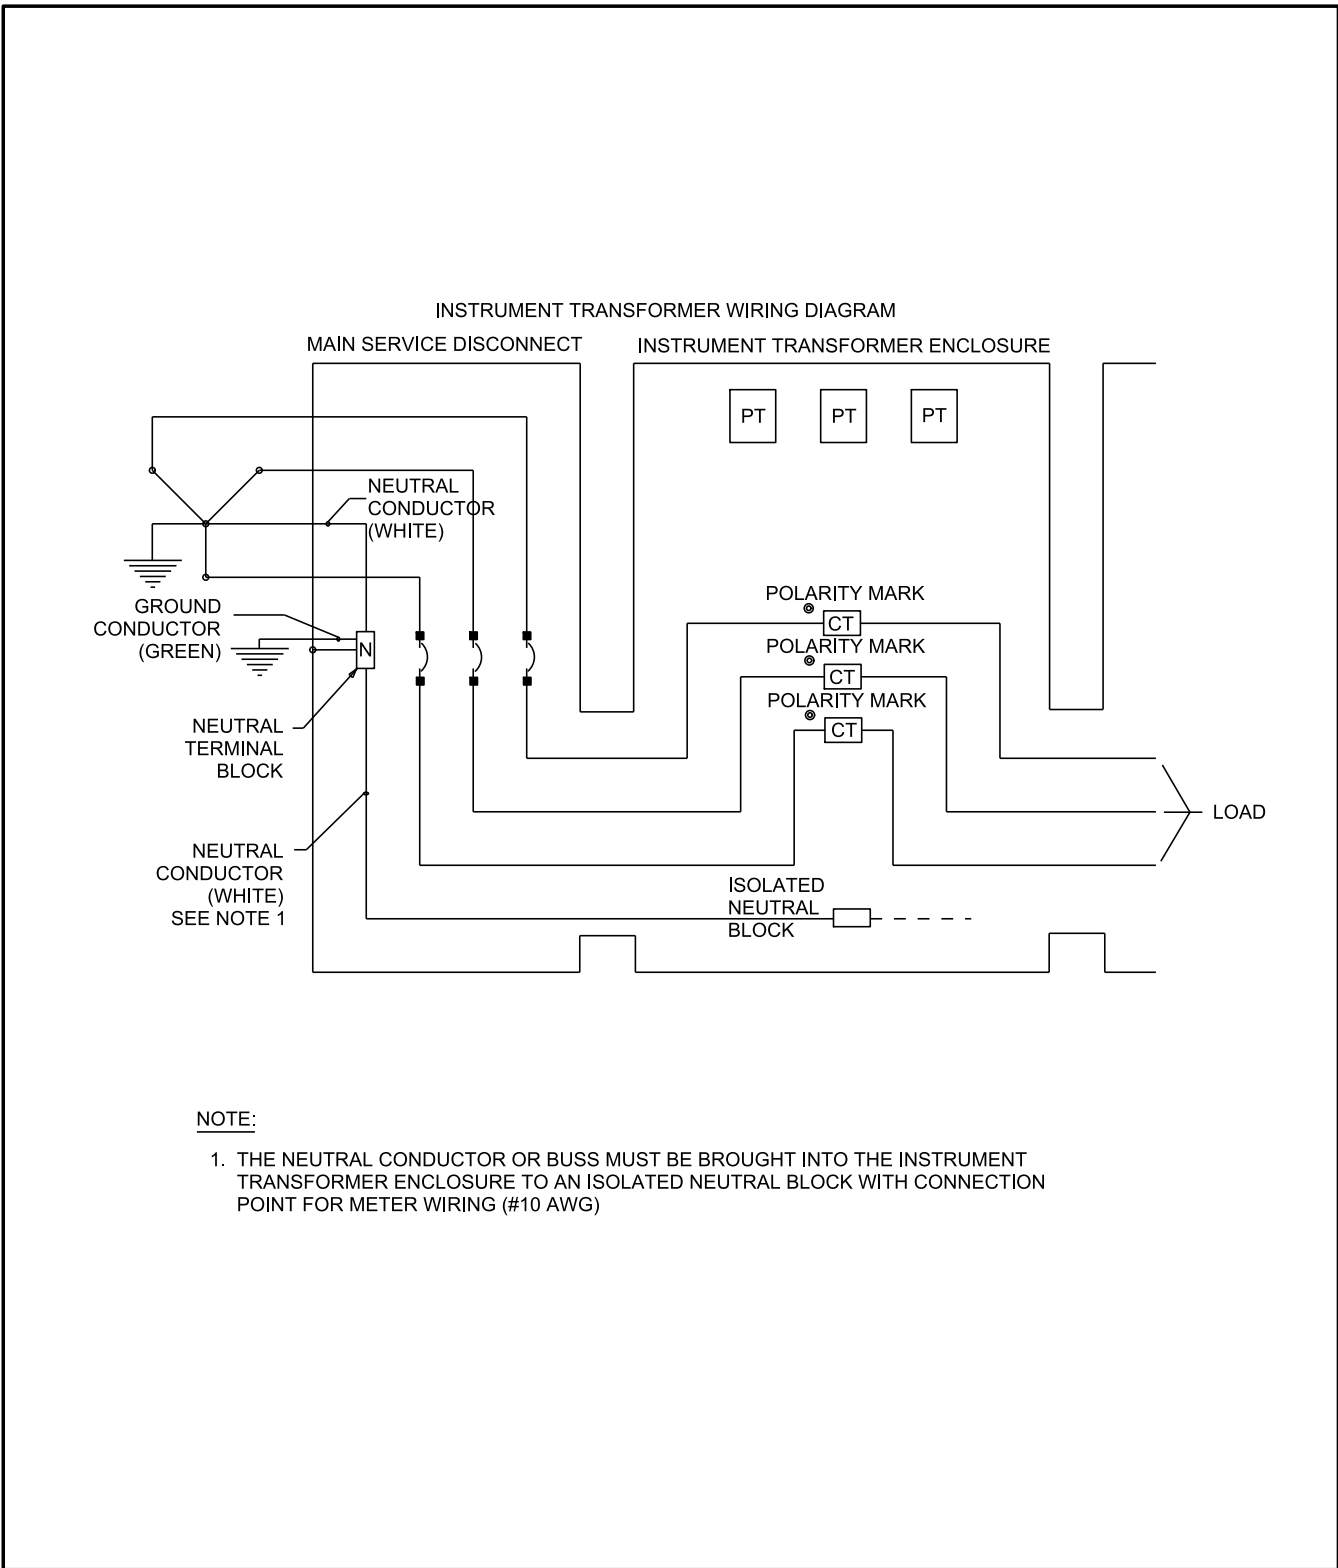 INSTRUMENT TRANSFORMER WIRING DIAGRAM
MAIN SERVICE DISCONNECT
INSTRUMENT TRANSFORMER ENCLOSURE
PT
PT
PT
NEUTRAL
CONDUCTOR
(WHITE)
GROUND
CONDUCTOR
(GREEN)
N
POLARITY MARK
CT
POLARITY MARK
CT
POLARITY MARK
CT
NEUTRAL
TERMINAL
BLOCK
LOAD
NEUTRAL
CONDUCTOR
(WHITE)
SEE NOTE 1
ISOLATED
NEUTRAL
BLOCK
NOTE:
1. THE NEUTRAL CONDUCTOR OR BUSS MUST BE BROUGHT INTO THE INSTRUMENT
TRANSFORMER ENCLOSURE TO AN ISOLATED NEUTRAL BLOCK WITH CONNECTION
POINT FOR METER WIRING (#10 AWG)